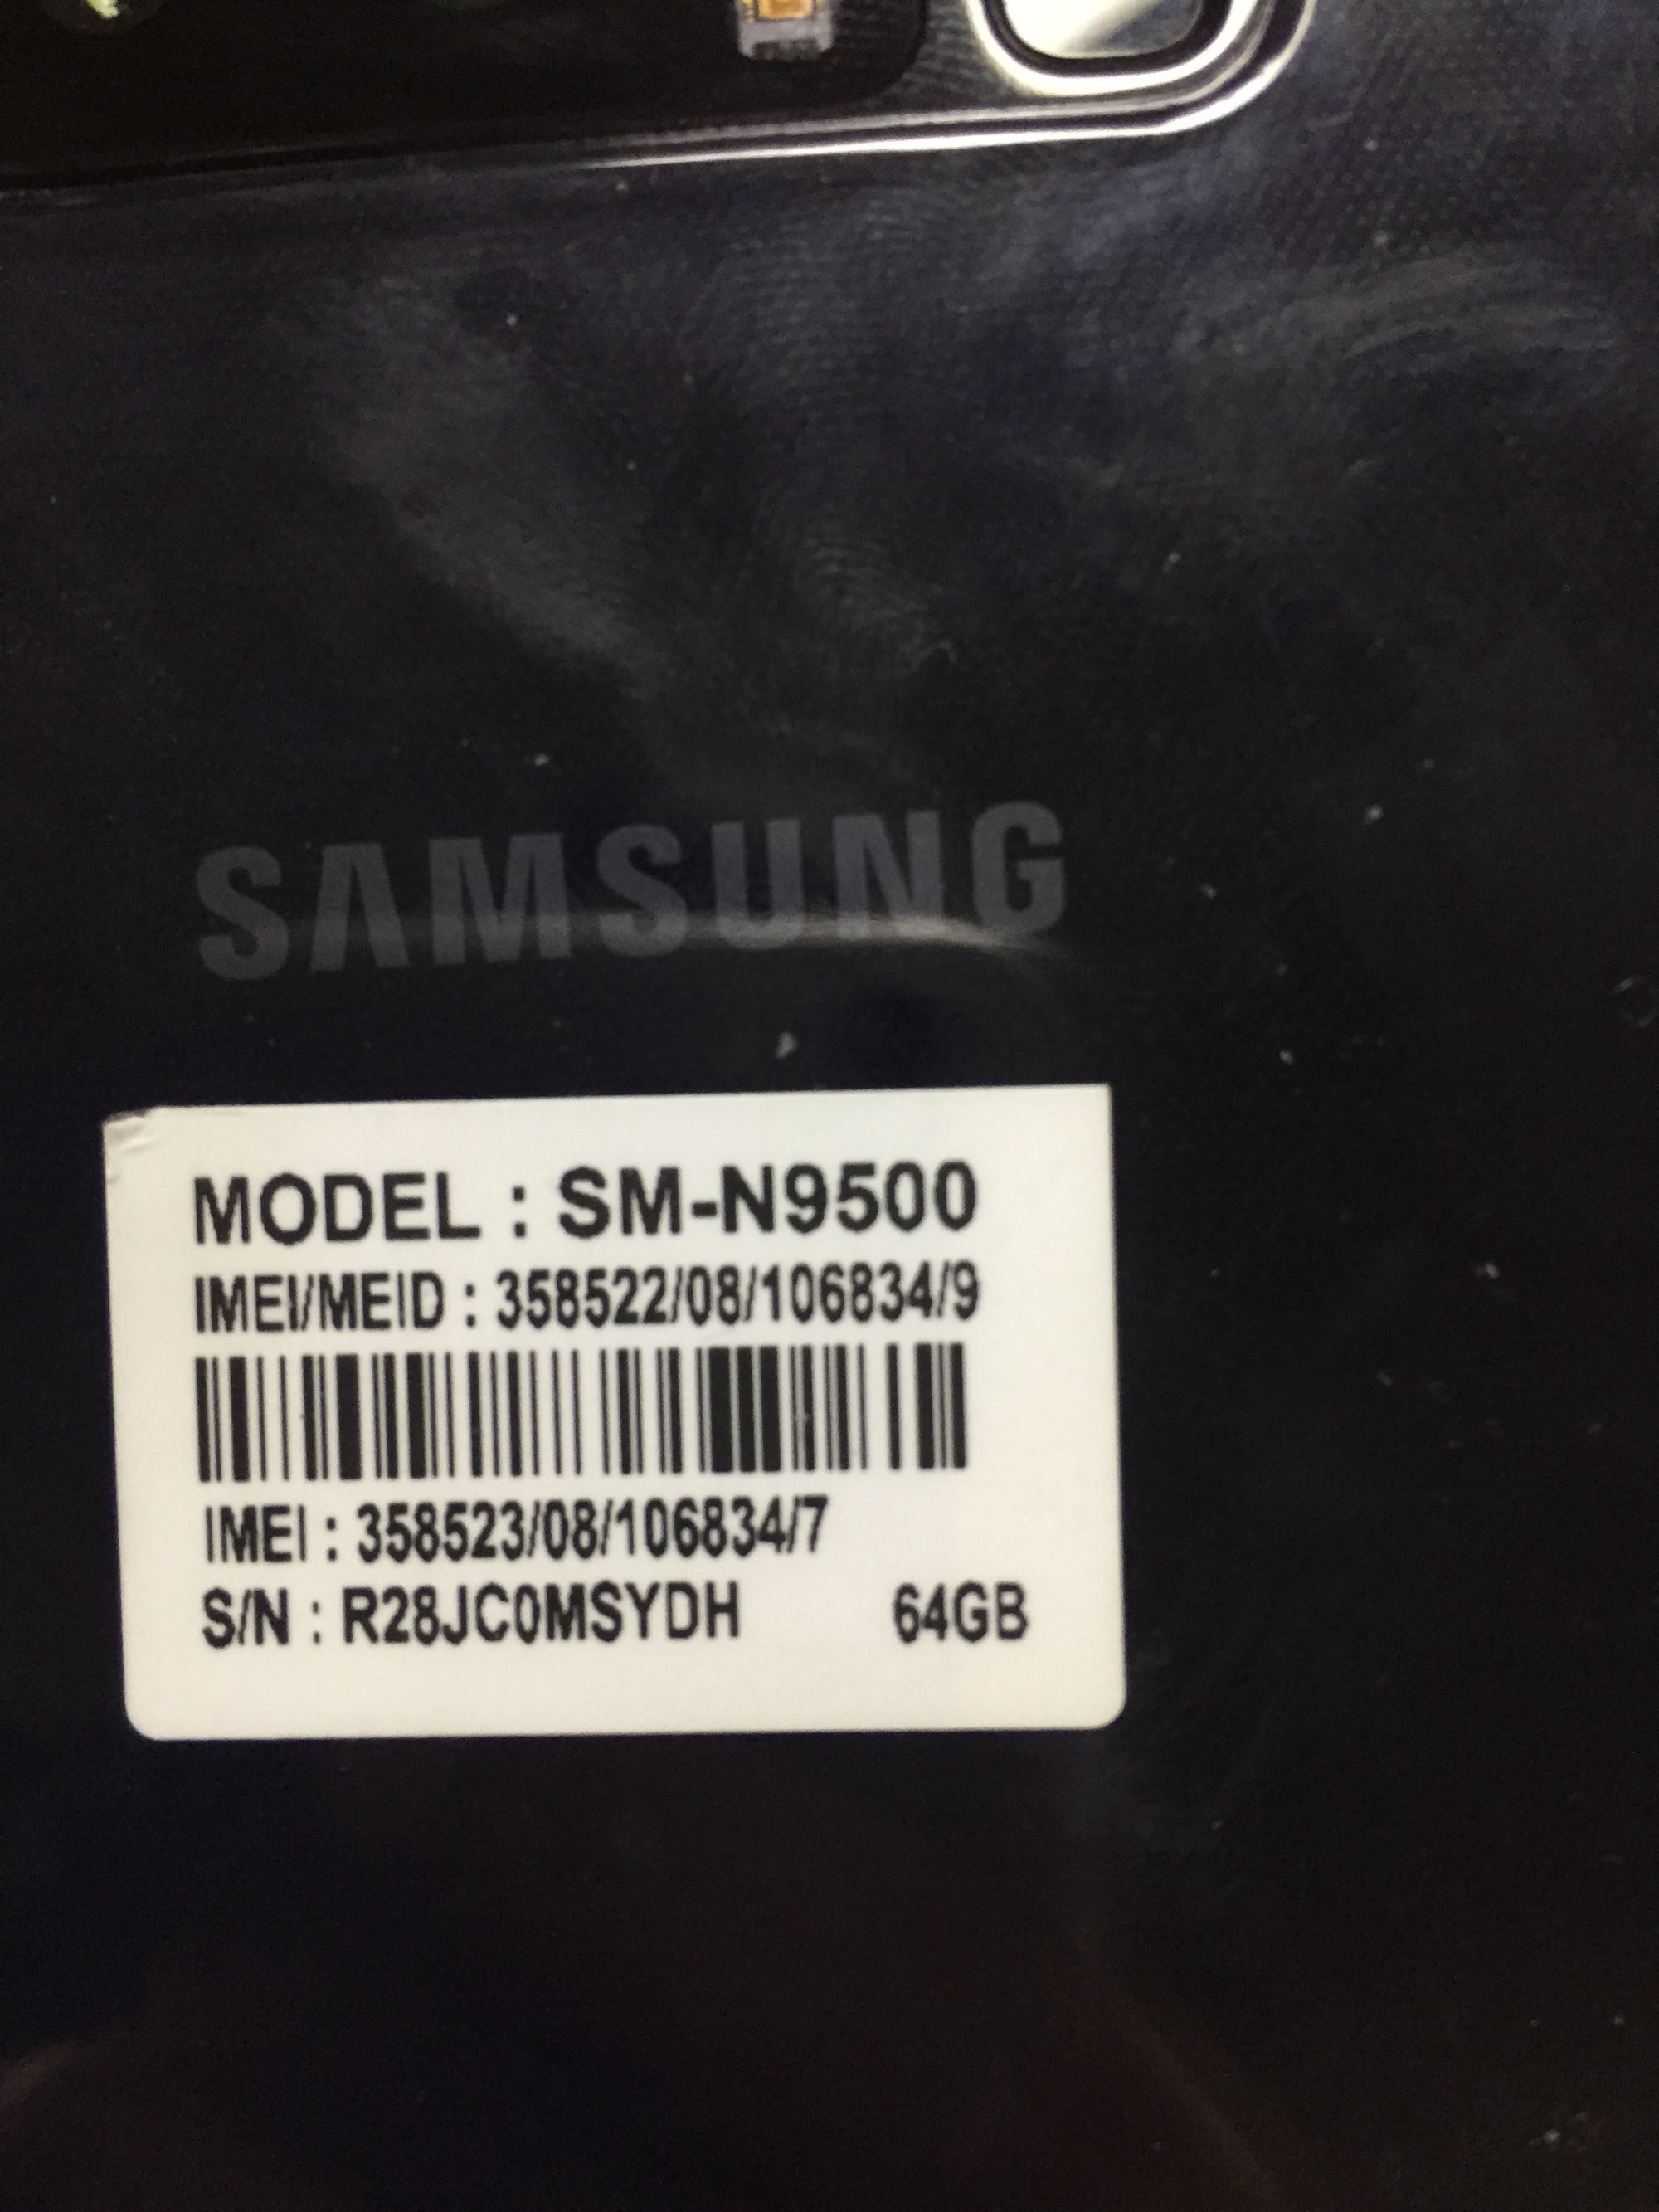 SAMSUNG
MODEL : SM-N9500
IMEI/MEID : 358522/08/106834/9
IMEI : 358523/08/106834/7
S/N : R28JC0MSYDH 64GB